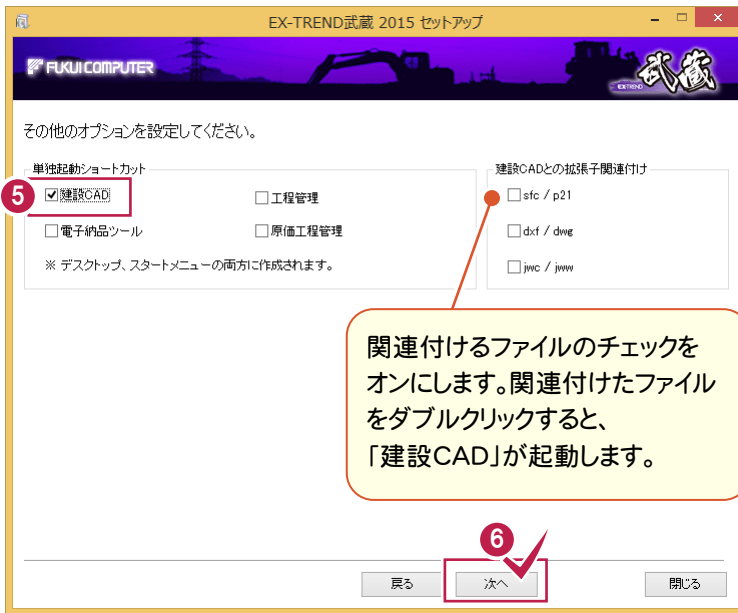 EX-TREND武蔵 2015 セットアップ
FUKUI COMPUTER
EX-TREND 武蔵
その他のオプションを設定してください。
単独起動ショートカット
建設CADとの拡張子関連付け
5
建設CAD
工程管理
sfc / p21
電子納品ツール
原価工程管理
dxf / dwg
※ デスクトップ、スタートメニューの両方に作成されます。
jwc / jww
関連付けるファイルのチェックを
オンにします。関連付けたファイル
をダブルクリックすると、
「建設CAD」が起動します。
6
戻る
次へ
閉じる